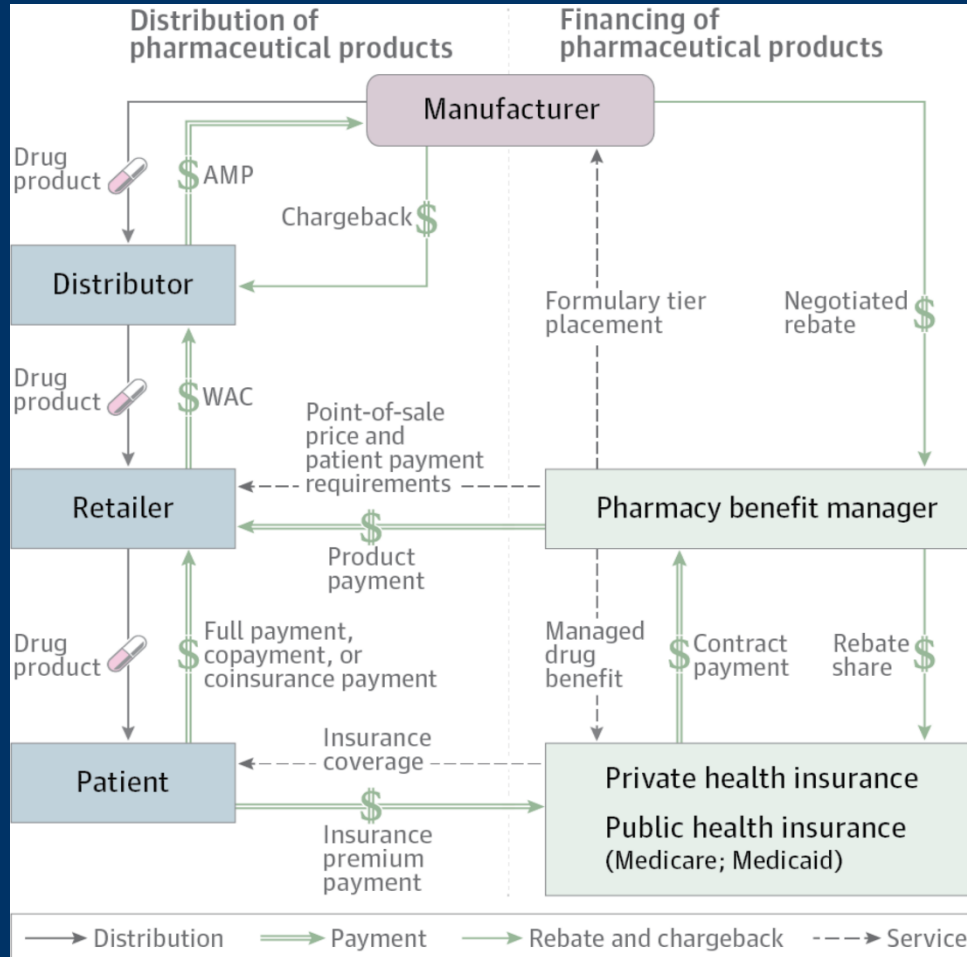 Distribution of
pharmaceutical products
Financing of
pharmaceutical products
Manufacturer
Drug
product
$ AMP
Chargeback $
Distributor
Formulary tier
placement
Negotiated
rebate $
Drug
product
$ WAC
Point-of-sale
price and
patient payment
requirements
Retailer
Pharmacy benefit manager
$
Product
payment
Drug
product
$ Full payment,
copayment, or
coinsurance payment
Managed
drug
benefit
$ Contract
payment
Rebate
share $
Insurance
coverage
Patient
$
Insurance
premium
payment
Private health insurance
Public health insurance
(Medicare; Medicaid)
Distribution
Payment
Rebate and chargeback
Service